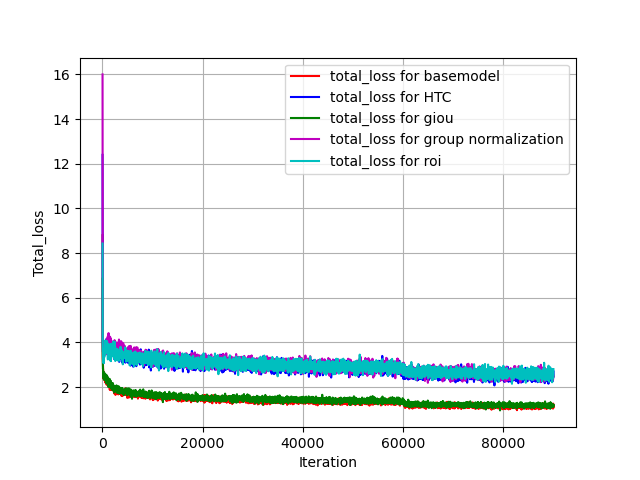 16
14
12
10
8
6
4
2
Total_loss
total_loss for basemodel
total_loss for HTC
total_loss for giou
total_loss for group normalization
total_loss for roi
0 20000 40000 60000 80000
Iteration